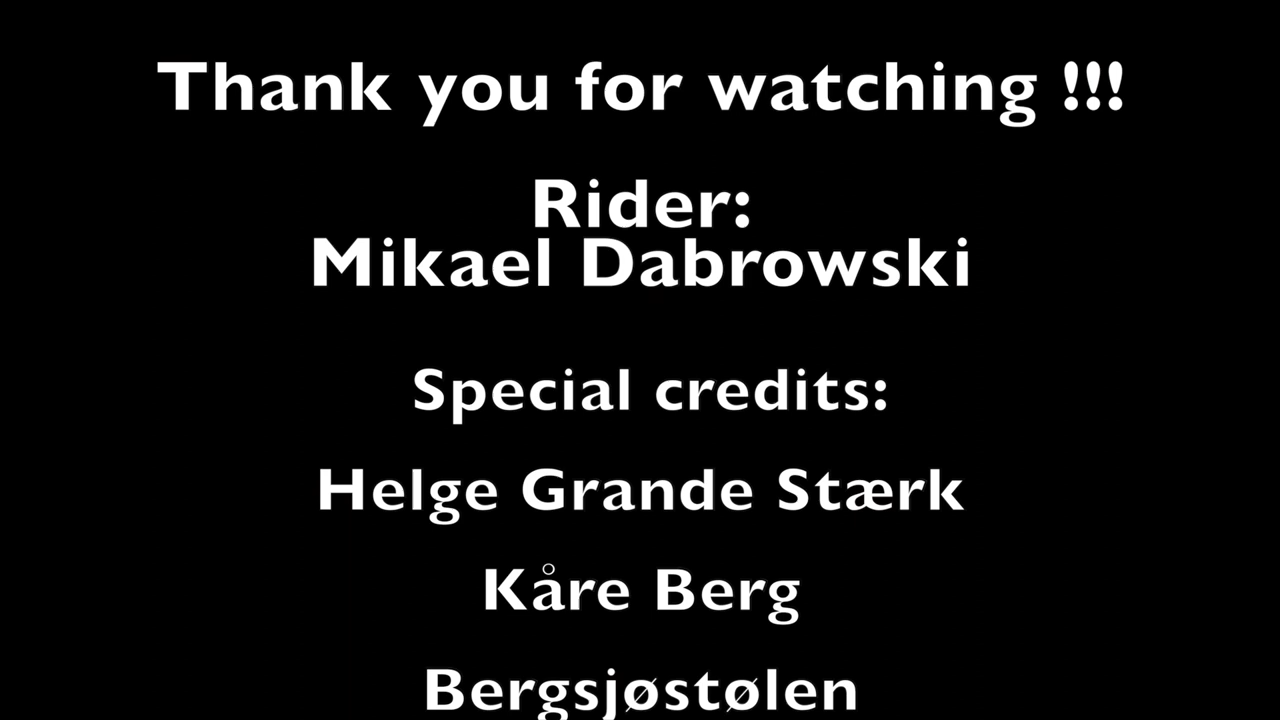 Thank you for watching !!!
Rider:
Mikael Dabrowski
Special credits:
Helge Grande Stærk
Kåre Berg
Bergsjøstølen